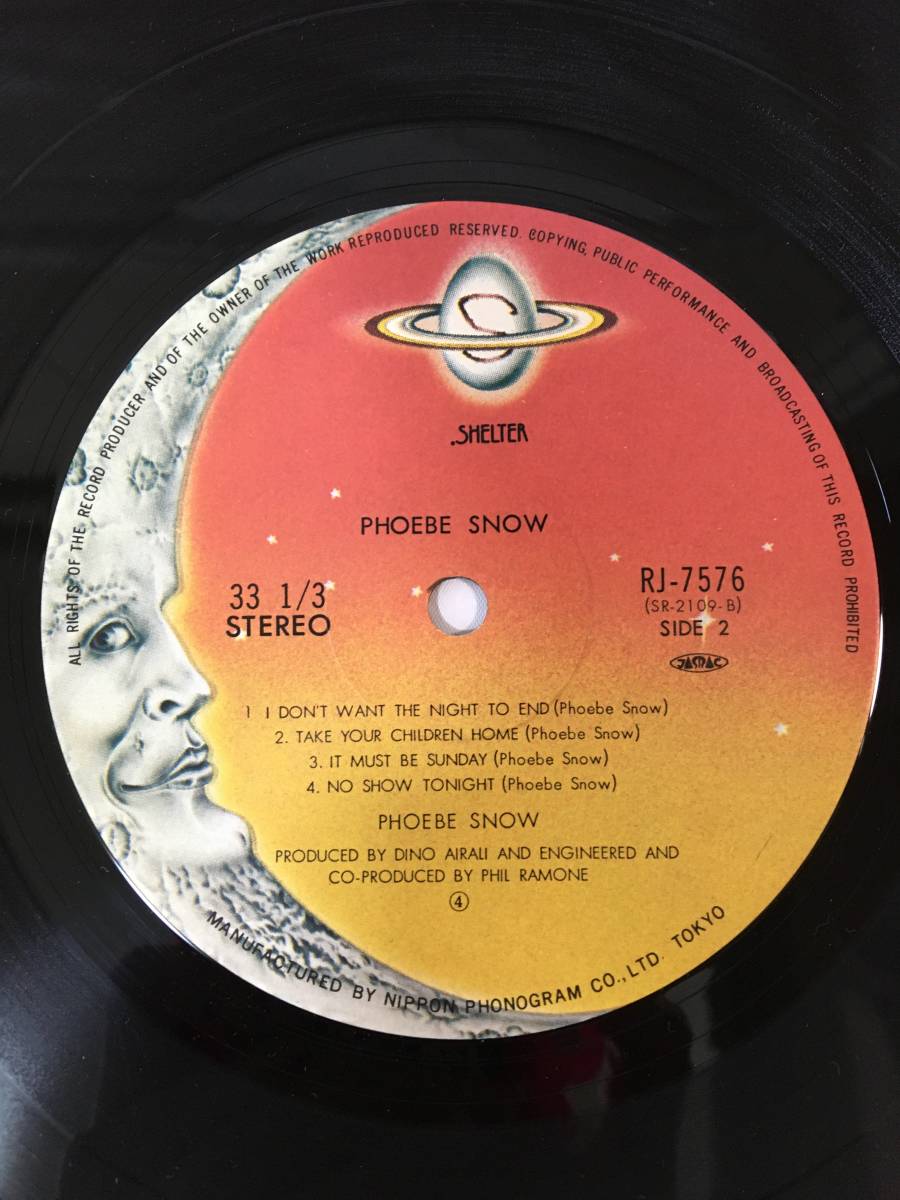 ALL RIGHTS OF THE RECORD PRODUCER AND OF THE OWNER OF THE WORK REPRODUCED RESERVED. COPYING, PUBLIC PERFORMANCE AND BROADCASTING OF THIS RECORD PROHIBITED
S
.SHELTER
PHOEBE SNOW
33 1/3
STEREO
RJ-7576
(SR-2109-B)
SIDE 2
JASRAC
1 I DON'T WANT THE NIGHT TO END (Phoebe Snow)
2. TAKE YOUR CHILDREN HOME (Phoebe Snow)
3. IT MUST BE SUNDAY (Phoebe Snow)
4. NO SHOW TONIGHT (Phoebe Snow)
PHOEBE SNOW
PRODUCED BY DINO AIRALI AND ENGINEERED AND
CO-PRODUCED BY PHIL RAMONE
④
MANUFACTURED BY NIPPON PHONOGRAM CO., LTD. TOKYO